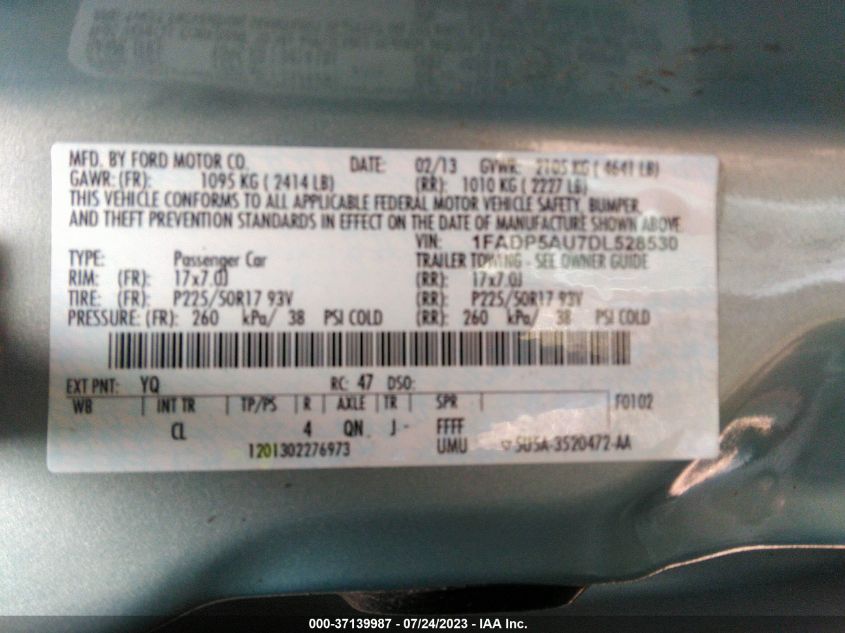 MFD. BY FORD MOTOR CO. DATE: 02/13 GVWR: 2105 KG ( 4641 LB)
GAWR: (FR): 1095 KG ( 2414 LB) (RR): 1010 KG ( 2227 LB)
THIS VEHICLE CONFORMS TO ALL APPLICABLE FEDERAL MOTOR VEHICLE SAFETY, BUMPER,
AND THEFT PREVENTION STANDARDS IN EFFECT ON THE DATE OF MANUFACTURE SHOWN ABOVE.
VIN: 1FADP5AU7DL528530
TYPE: Passenger Car TRAILER TOWING - SEE OWNER GUIDE
RIM: (FR): 17x7.0J (RR): 17x7.0J
TIRE: (FR): P225/50R17 93V (RR): P225/50R17 93V
PRESSURE: (FR): 260 kPa/ 38 PSI COLD (RR): 260 kPa/ 38 PSI COLD
EXT PNT: YQ RC: 47 DSO:
WB INT TR TP/PS R AXLE TR SPR F0102
CL 4 QN J - FFFF
1201302276973 UMU 5U5A-3520472-AA
000-37139987 - 07/24/2023 - IAA Inc.